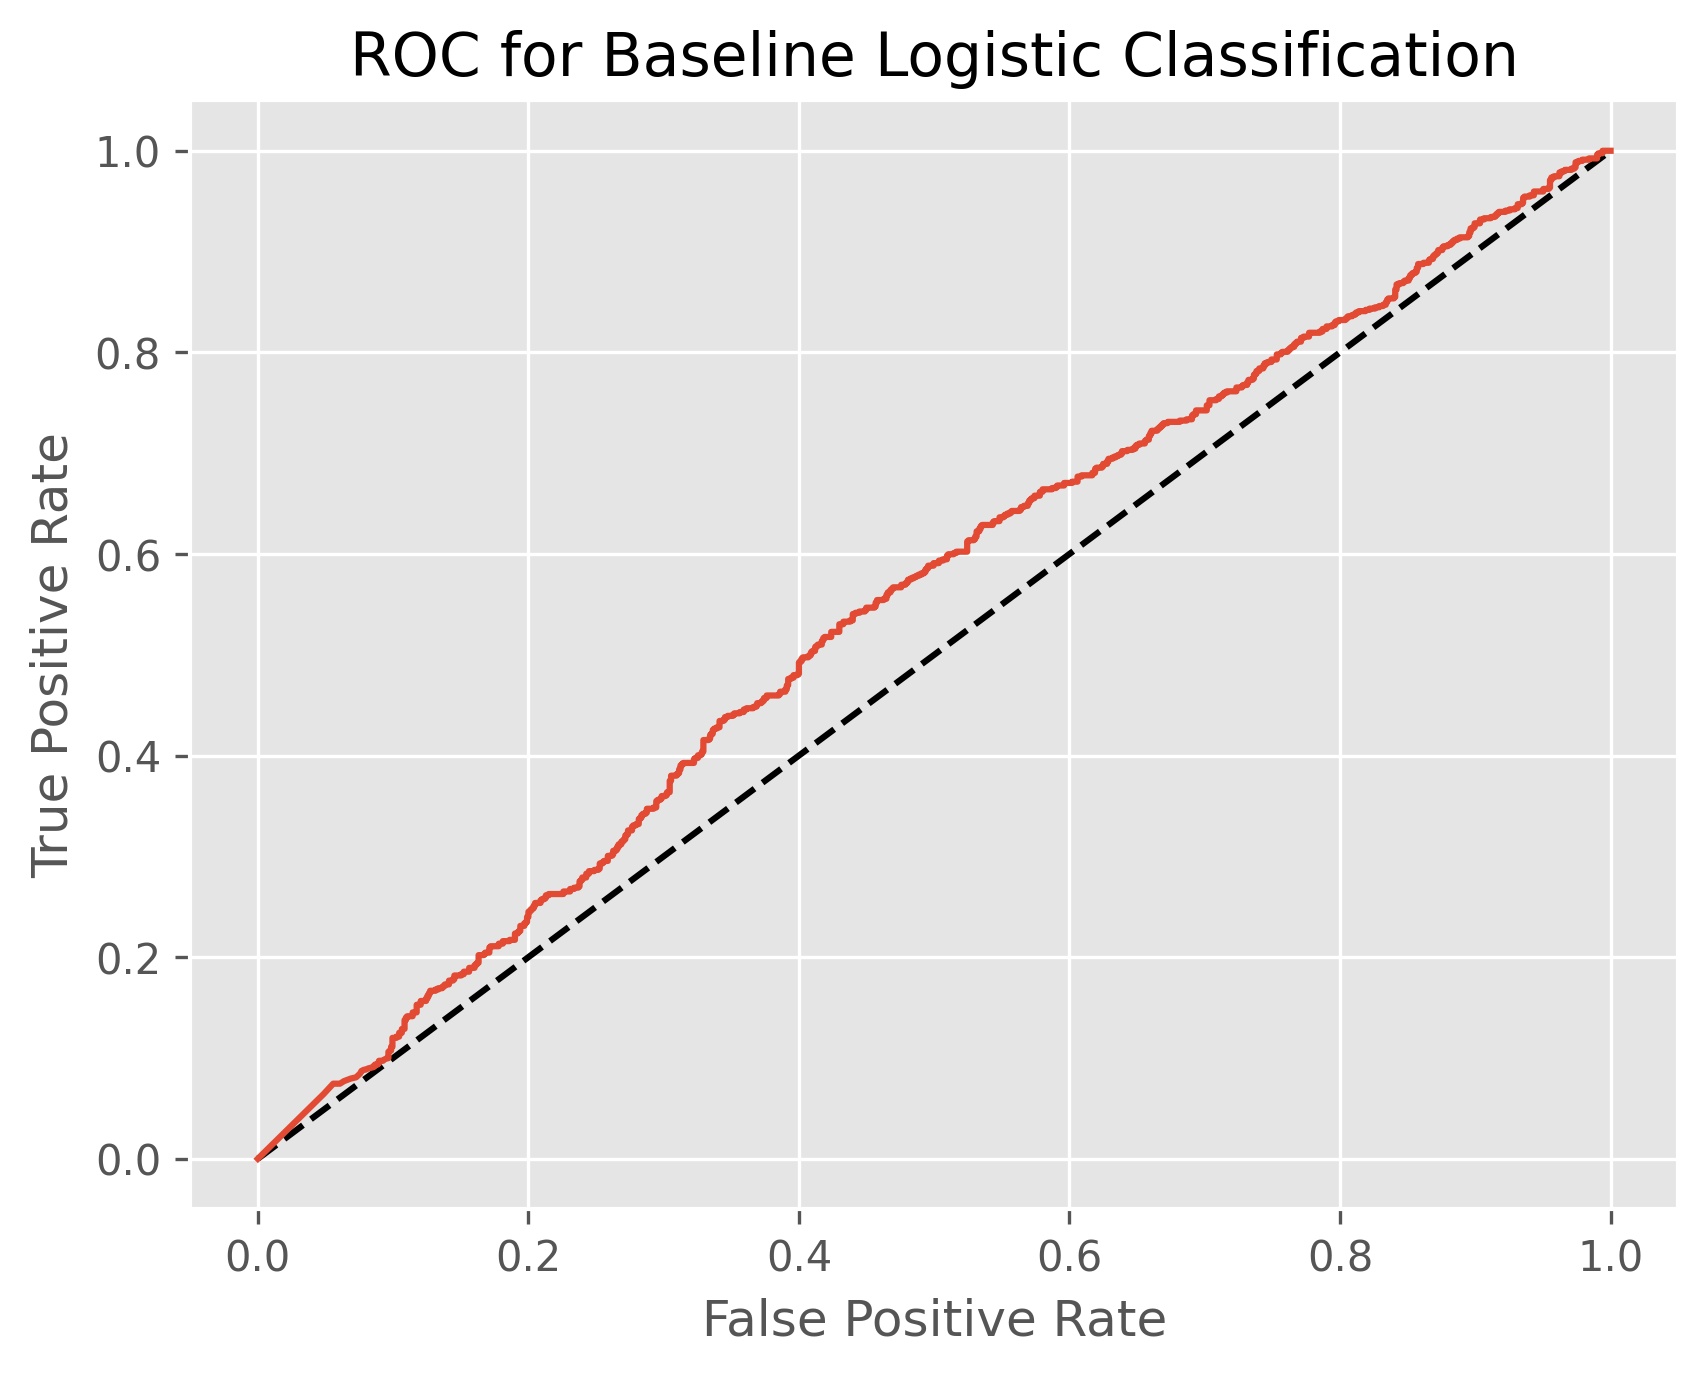 ROC for Baseline Logistic Classification
True Positive Rate
1.0
0.8
0.6
0.4
0.2
0.0
0.0 0.2 0.4 0.6 0.8 1.0
False Positive Rate